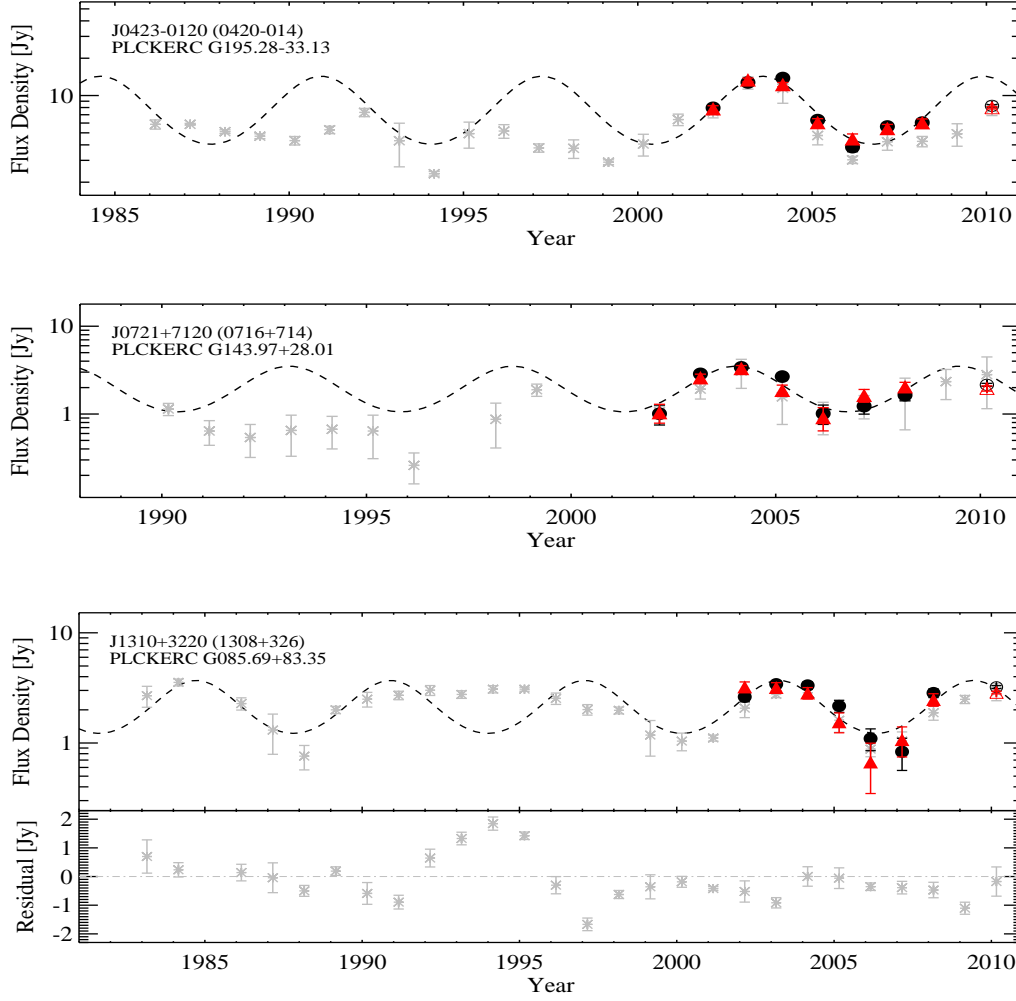 J0423-0120 (0420-014)
PLCKERC G195.28-33.13
Flux Density [Jy]
10
1985 1990 1995 2000 2005 2010
Year
J0721+7120 (0716+714)
PLCKERC G143.97+28.01
Flux Density [Jy]
10
1
1990 1995 2000 2005 2010
Year
J1310+3220 (1308+326)
PLCKERC G085.69+83.35
Flux Density [Jy]
10
1
Residual [Jy]
2
1
0
-1
-2
1985 1990 1995 2000 2005 2010
Year